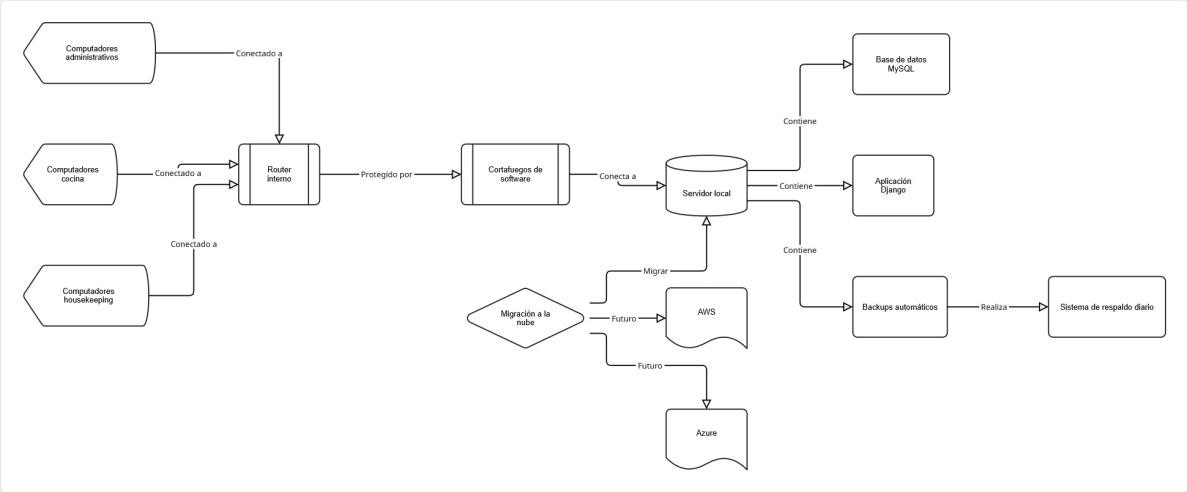 Computadores
administrativos
Conectado a
Base de datos
MySQL
Contiene
Computadores
cocina
Conectado a
Router
interno
Protegido por
Cortafuegos de
software
Conecta a
Servidor local
Contiene
Aplicación
Django
Conectado a
Contiene
Computadores
housekeeping
Migrar
Migración a la
nube
Futuro
AWS
Backups automáticos
Realiza
Sistema de respaldo diario
Futuro
Azure